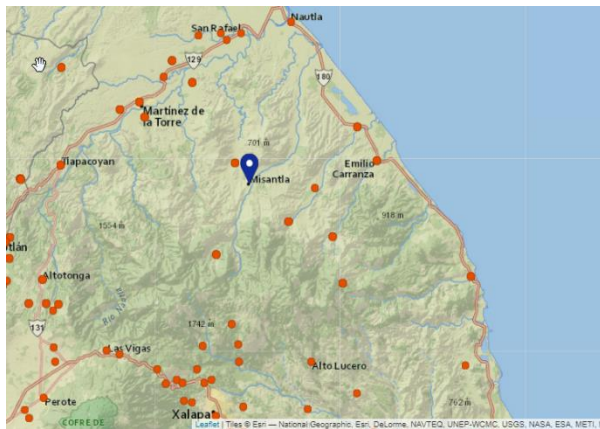 Nautla
San Rafael
129
180
Martínez de
la Torre
701 m
Tlapacoyan
Misantla
Emilio
Carranza
918 m
1554 m
tlán
Altotonga
Río Na
131
1742 m
Las Vigas
Alto Lucero
Perote
762 m
Xalapa
COFRE DE
Leaflet | Tiles © Esri — National Geographic, Esri, DeLorme, NAVTEQ, UNEP-WCMC, USGS, NASA, ESA, METI,